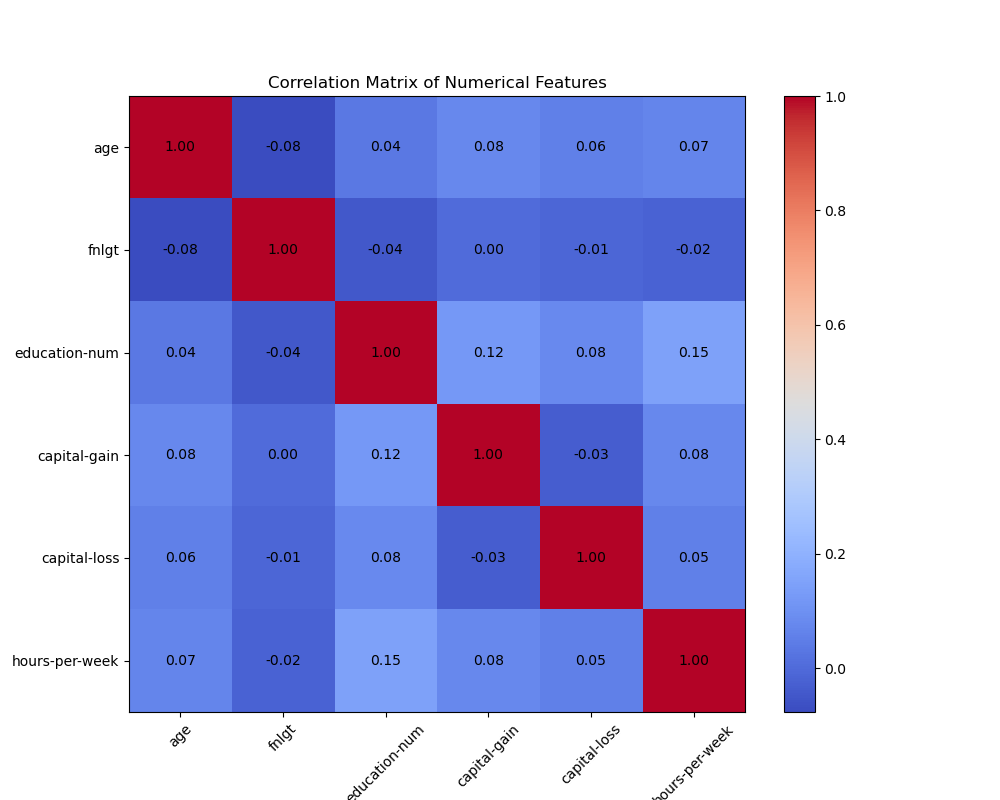 Correlation Matrix of Numerical Features
age 1.00 -0.08 0.04 0.08 0.06 0.07
fnlgt -0.08 1.00 -0.04 0.00 -0.01 -0.02
education-num 0.04 -0.04 1.00 0.12 0.08 0.15
capital-gain 0.08 0.00 0.12 1.00 -0.03 0.08
capital-loss 0.06 -0.01 0.08 -0.03 1.00 0.05
hours-per-week 0.07 -0.02 0.15 0.08 0.05 1.00
age fnlgt education-num capital-gain capital-loss hours-per-week
1.0
0.8
0.6
0.4
0.2
0.0